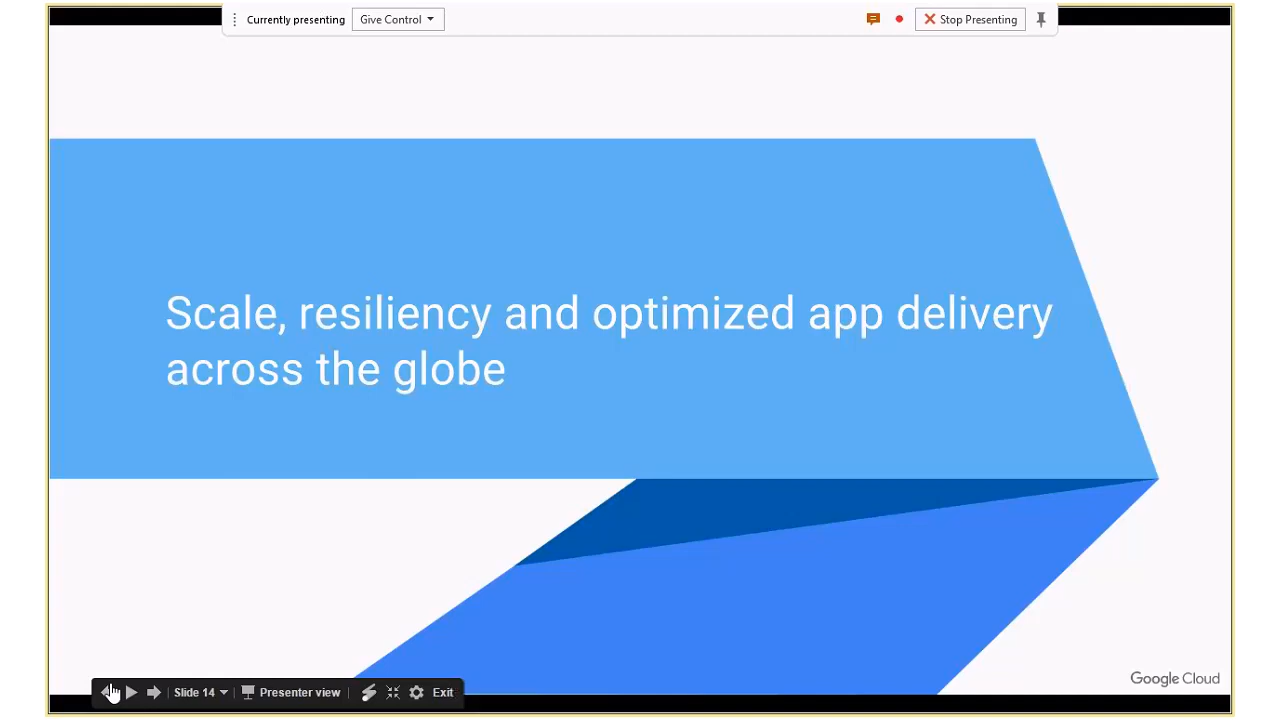 Currently presenting
Give Control
Stop Presenting
Scale, resiliency and optimized app delivery
across the globe
Google Cloud
Slide 14
Presenter view
Exit